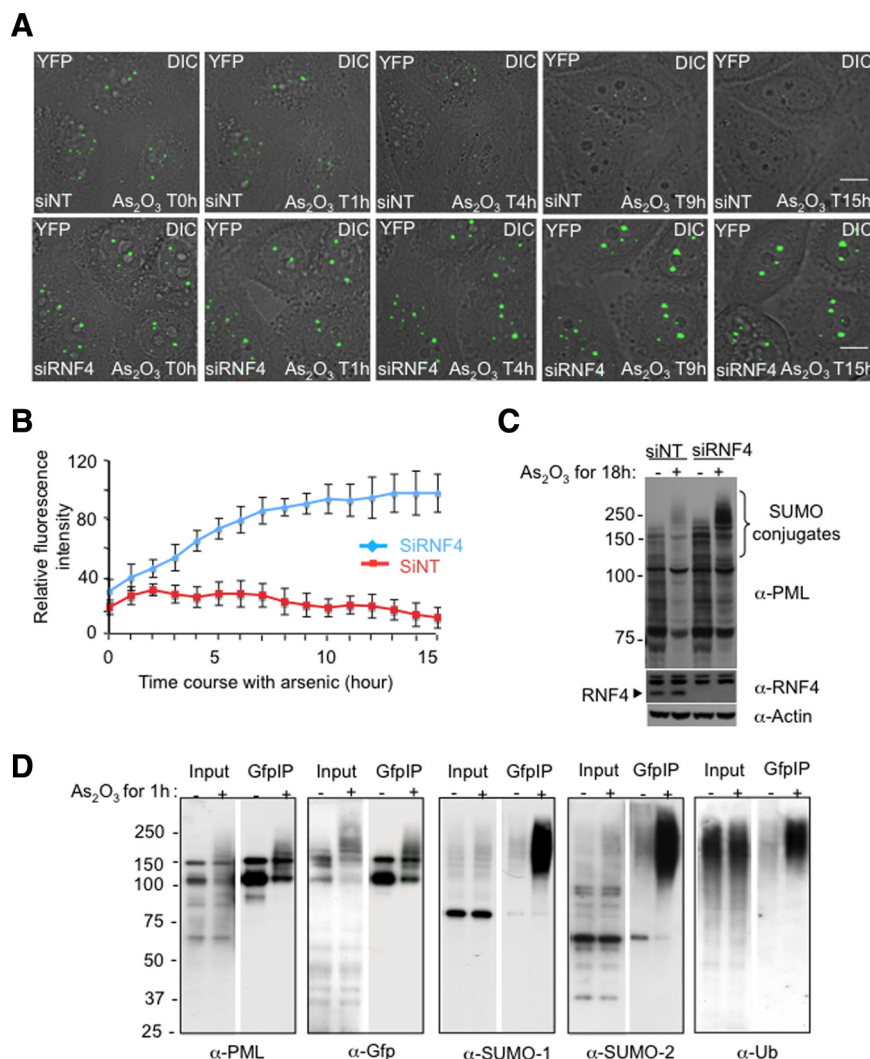 A
YFP DIC YFP DIC YFP DIC YFP DIC YFP DIC
siNT As₂O₃ T0h siNT As₂O₃ T1h siNT As₂O₃ T4h siNT As₂O₃ T9h siNT As₂O₃ T15h
YFP DIC YFP DIC YFP DIC YFP DIC YFP DIC
siRNF4 As₂O₃ T0h siRNF4 As₂O₃ T1h siRNF4 As₂O₃ T4h siRNF4 As₂O₃ T9h siRNF4 As₂O₃ T15h
B
Relative fluorescence
intensity
120
80
40
0
SiRNF4
SiNT
0 5 10 15
Time course with arsenic (hour)
C
siNT siRNF4
As₂O₃ for 18h: - + - +
250 -
150 -
100 -
75 -
SUMO
conjugates
α-PML
RNF4
α-RNF4
α-Actin
D
Input GfpIP Input GfpIP Input GfpIP Input GfpIP Input GfpIP
As₂O₃ for 1h : - + - + - + - + - + - + - + - + - + - +
250 -
150 -
100 -
75 -
50 -
37 -
25 -
α-PML α-Gfp α-SUMO-1 α-SUMO-2 α-Ub